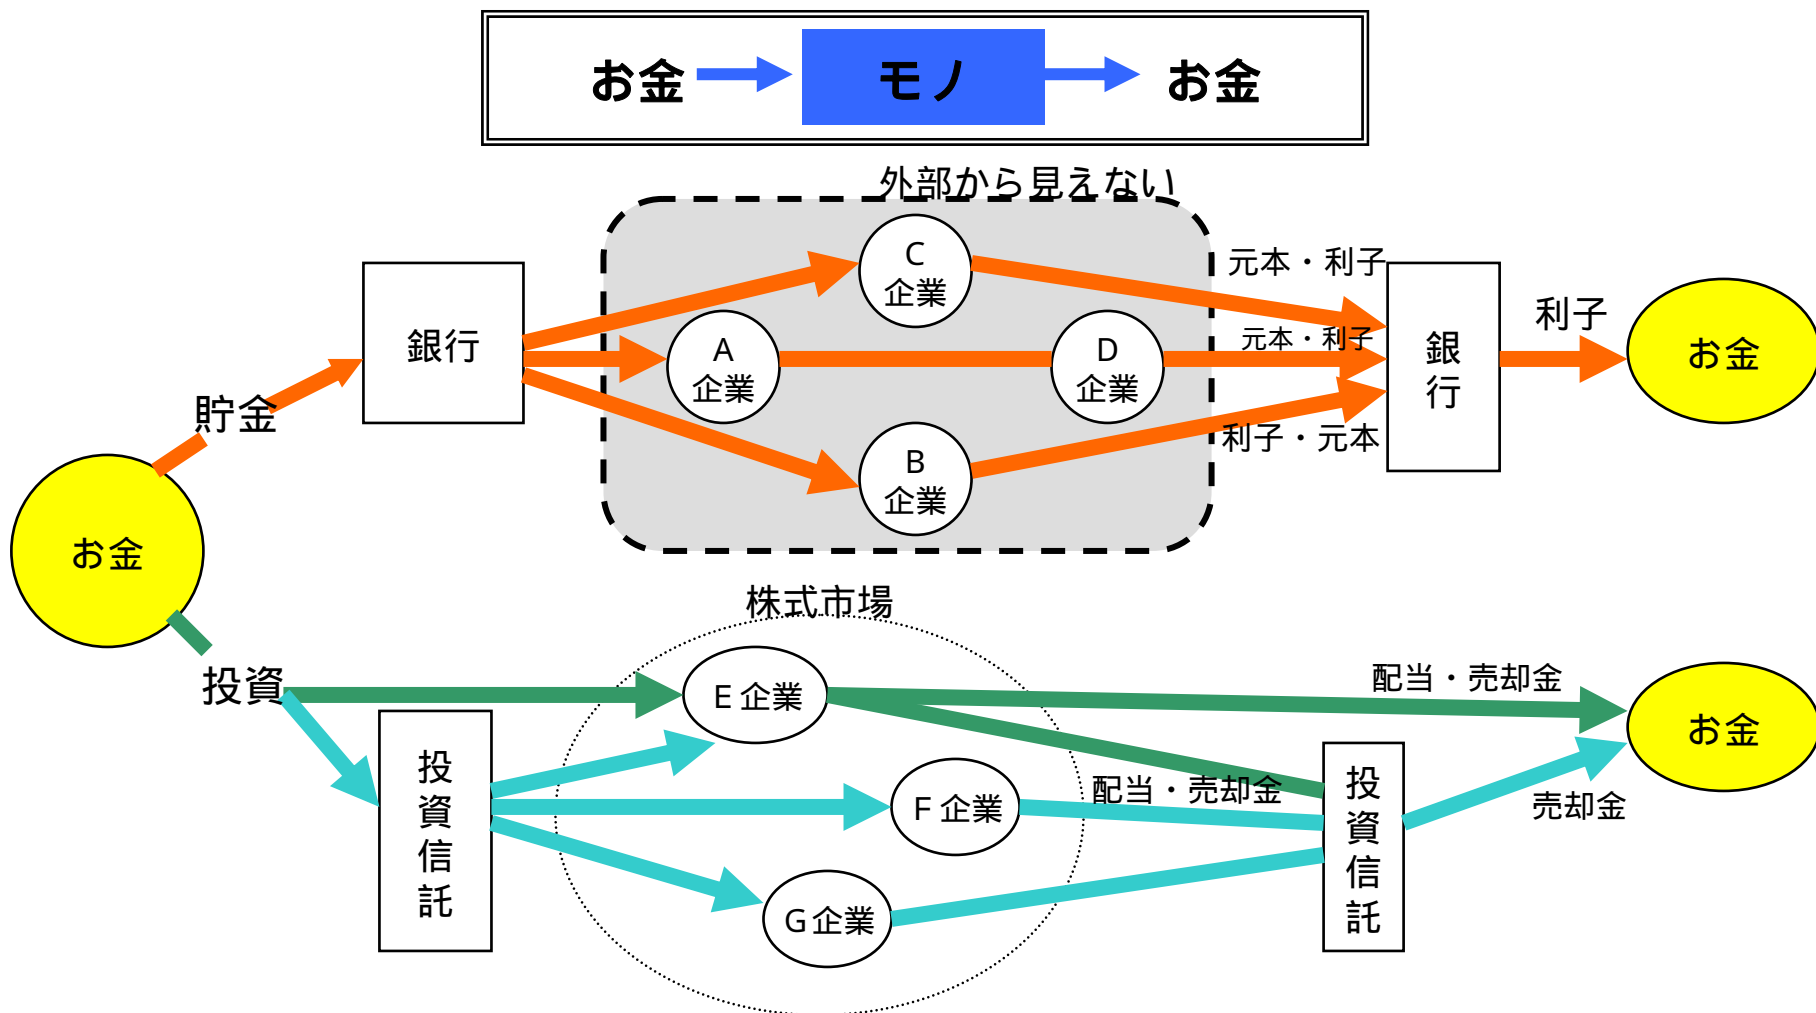 お金
モノ
お金
外部から見えない
C
企業
元本・利子
銀行
A
企業
D
企業
元本・利子
銀
行
利子
お金
貯金
B
企業
利子・元本
お金
株式市場
投資
E 企業
配当・売却金
お金
投
資
信
託
F 企業
配当・売却金
投
資
信
託
売却金
G 企業